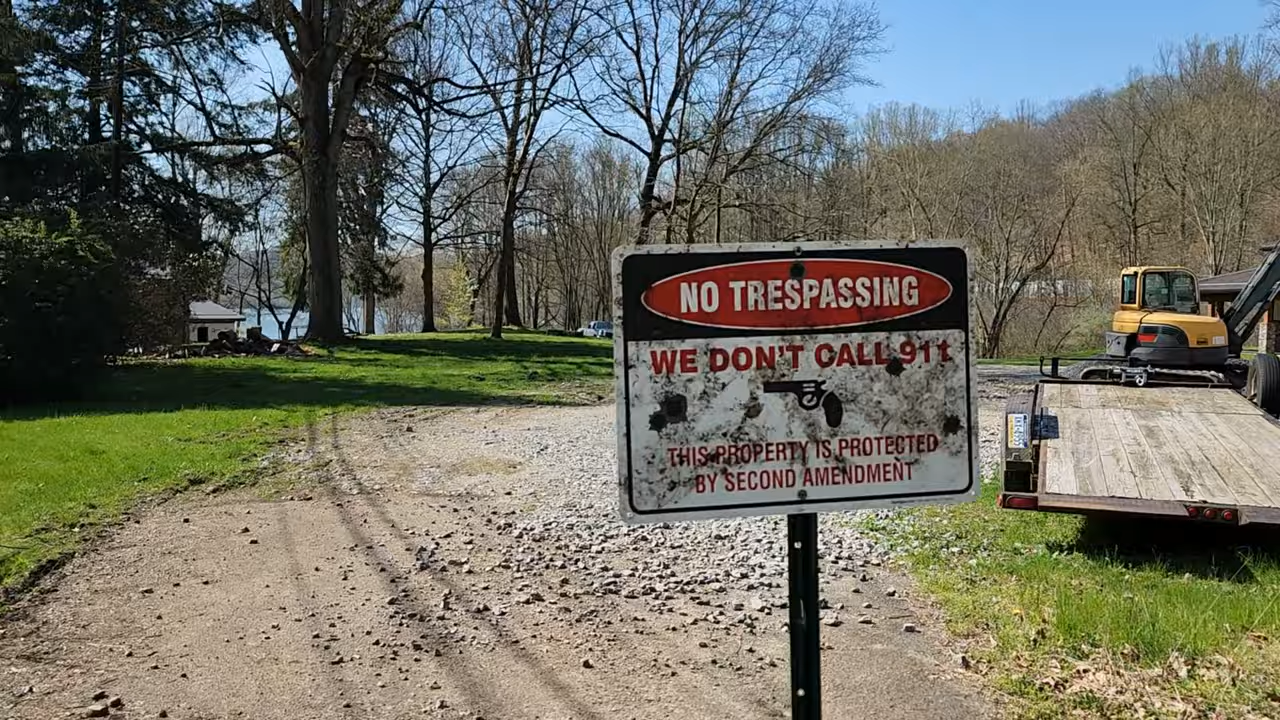 NO TRESPASSING
WE DON'T CALL 911
THIS PROPERTY IS PROTECTED
BY SECOND AMENDMENT